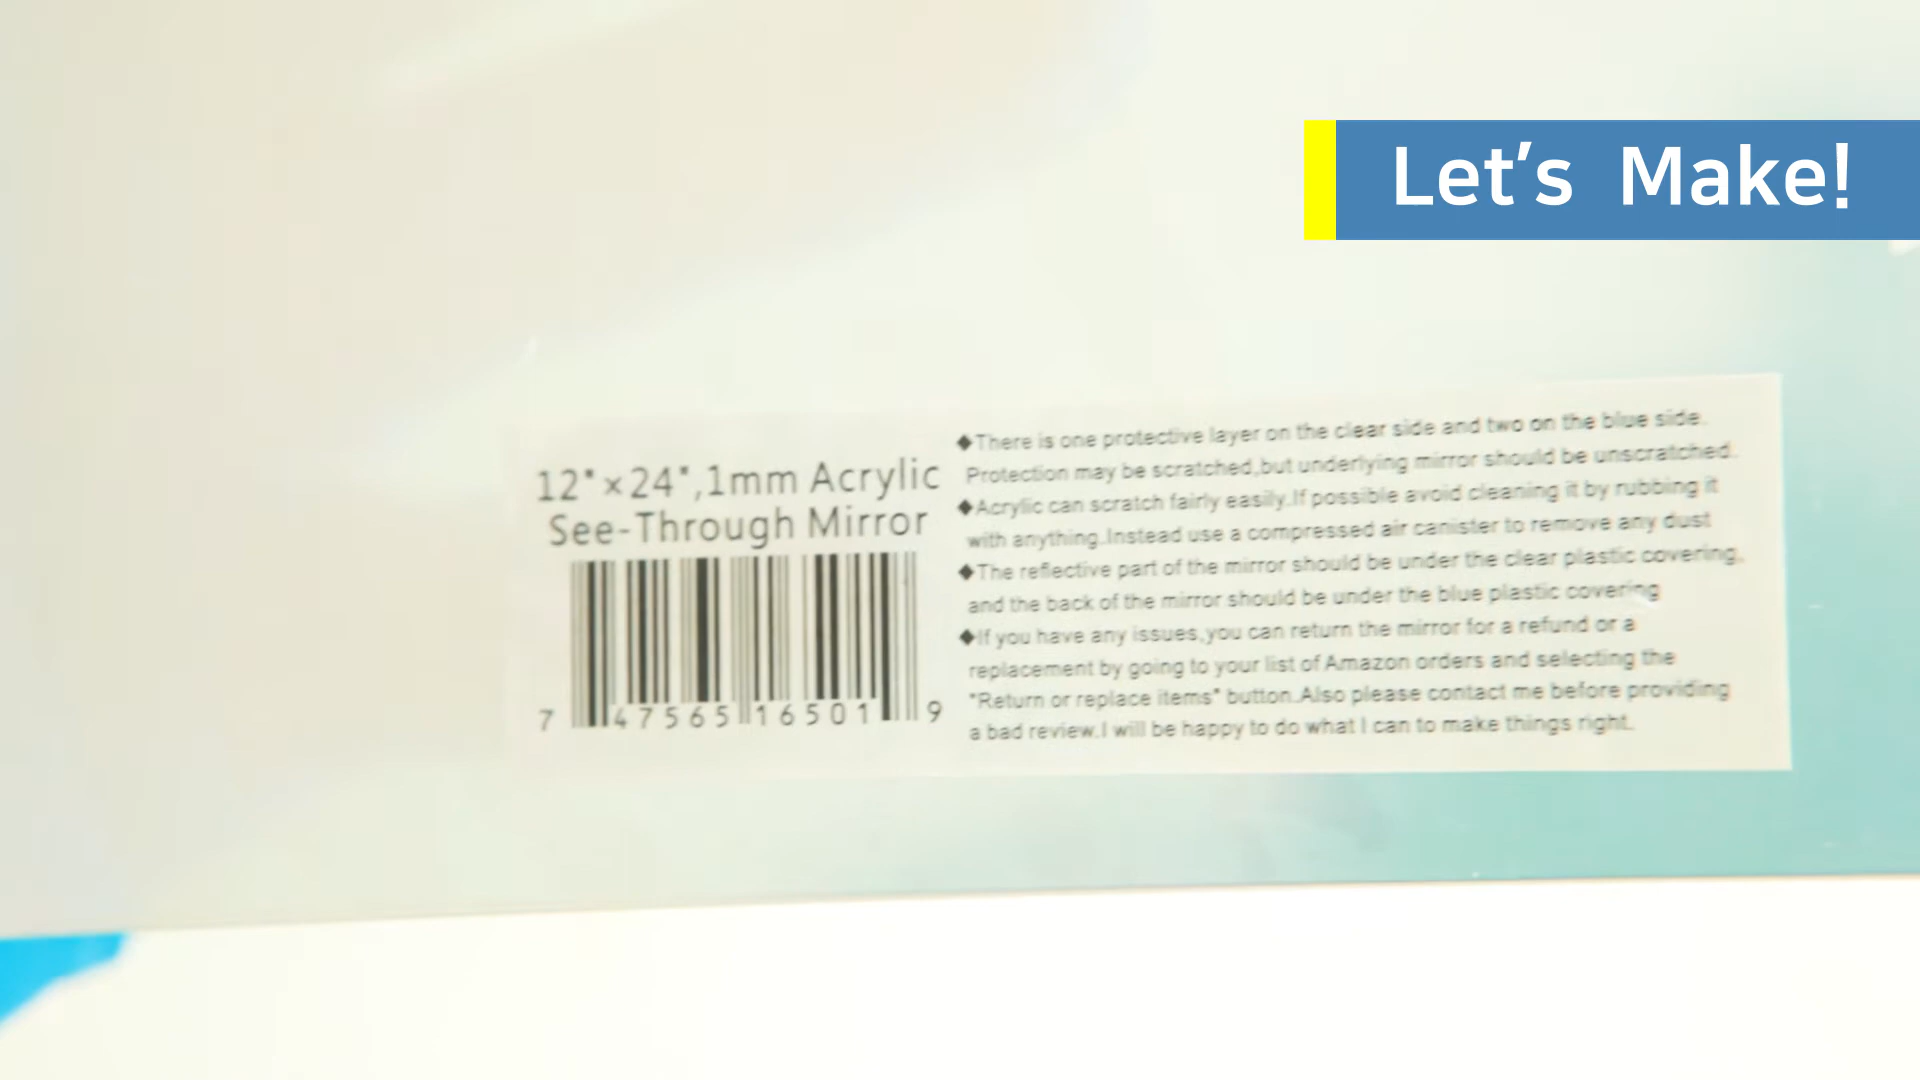 Let's Make!
12"×24",1mm Acrylic
See-Through Mirror
7 47565 16501 9
◆There is one protective layer on the clear side and two on the blue side.
Protection may be scratched,but underlying mirror should be unscratched.
◆Acrylic can scratch fairly easily.If possible avoid cleaning it by rubbing it
with anything.Instead use a compressed air canister to remove any dust
◆The reflective part of the mirror should be under the clear plastic covering,
and the back of the mirror should be under the blue plastic covering
◆If you have any issues,you can return the mirror for a refund or a
replacement by going to your list of Amazon orders and selecting the
"Return or replace items" button.Also please contact me before providing
a bad review.I will be happy to do what I can to make things right.